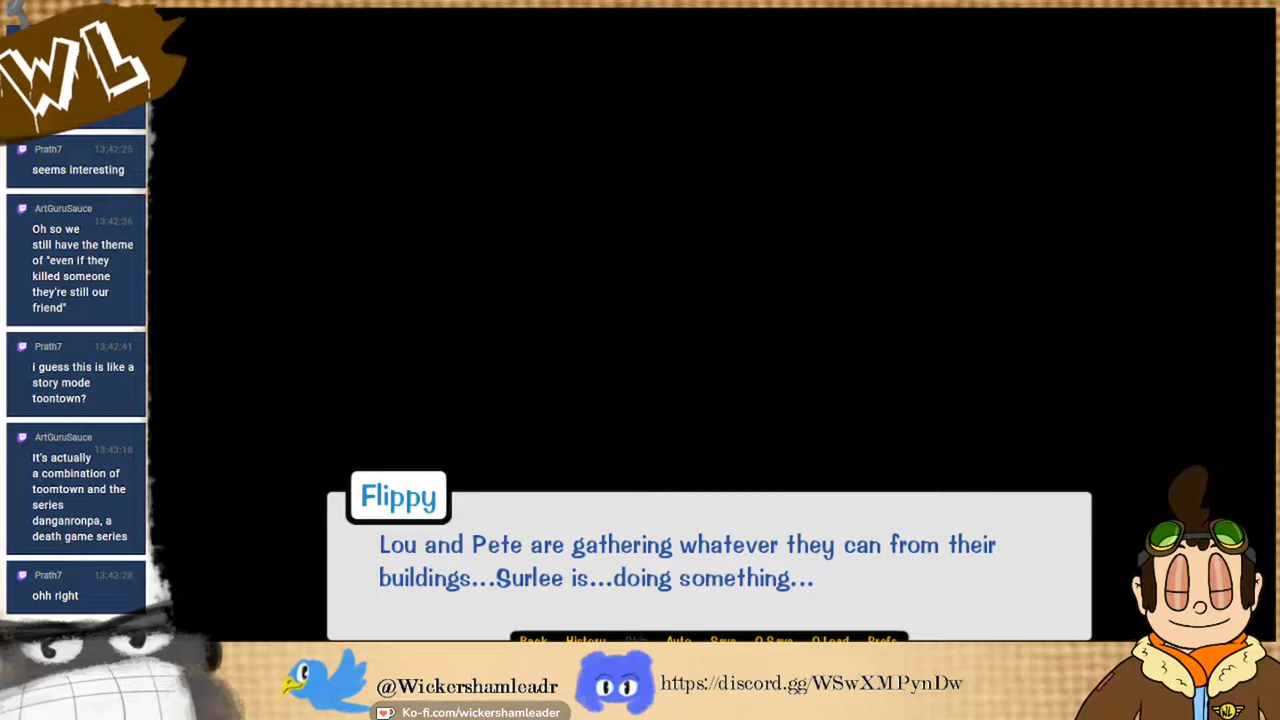 WL
Prath7 13:42:25
seems interesting
ArtGuruSauce 13:42:36
Oh so we
still have the theme
of "even if they
killed someone
they're still our
friend"
Prath7 13:42:41
i guess this is like a
story mode
toontown?
ArtGuruSauce 13:43:18
It's actually
a combination of
toomtown and the
series
danganronpa, a
death game series
Prath7 13:43:28
ohh right
Flippy
Lou and Pete are gathering whatever they can from their
buildings...Surlee is...doing something...
Back History Skip Auto Save Q.Save Q.Load Prefs
@Wickershamleadr
https://discord.gg/WSwXMPynDw
Ko-fi.com/wickershamleader
WL